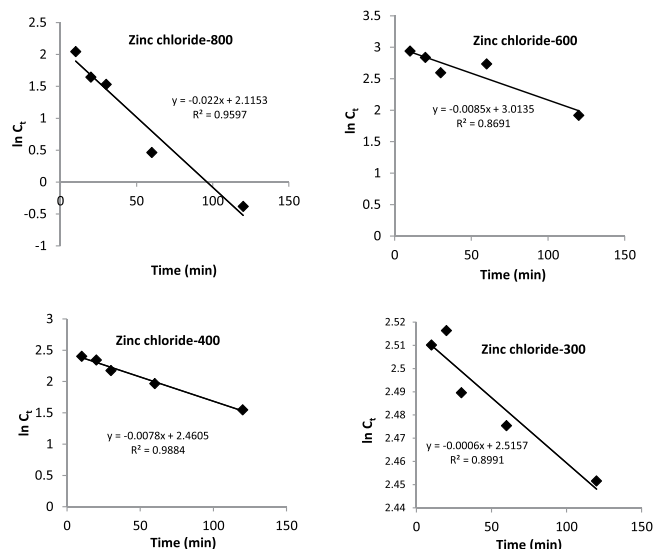 Zinc chloride-800
2.5
2
1.5
1
0.5
0
-0.5
-1
ln Ct
y = -0.022x + 2.1153
R² = 0.9597
0 50 100 150
Time (min)
Zinc chloride-600
3.5
3
2.5
2
1.5
1
0.5
0
ln Ct
y = -0.0085x + 3.0135
R² = 0.8691
0 50 100 150
Time (min)
Zinc chloride-400
3
2.5
2
1.5
1
0.5
0
ln Ct
y = -0.0078x + 2.4605
R² = 0.9884
0 50 100 150
Time (min)
Zinc chloride-300
2.52
2.51
2.5
2.49
2.48
2.47
2.46
2.45
2.44
ln Ct
y = -0.0006x + 2.5157
R² = 0.8991
0 50 100 150
Time (min)